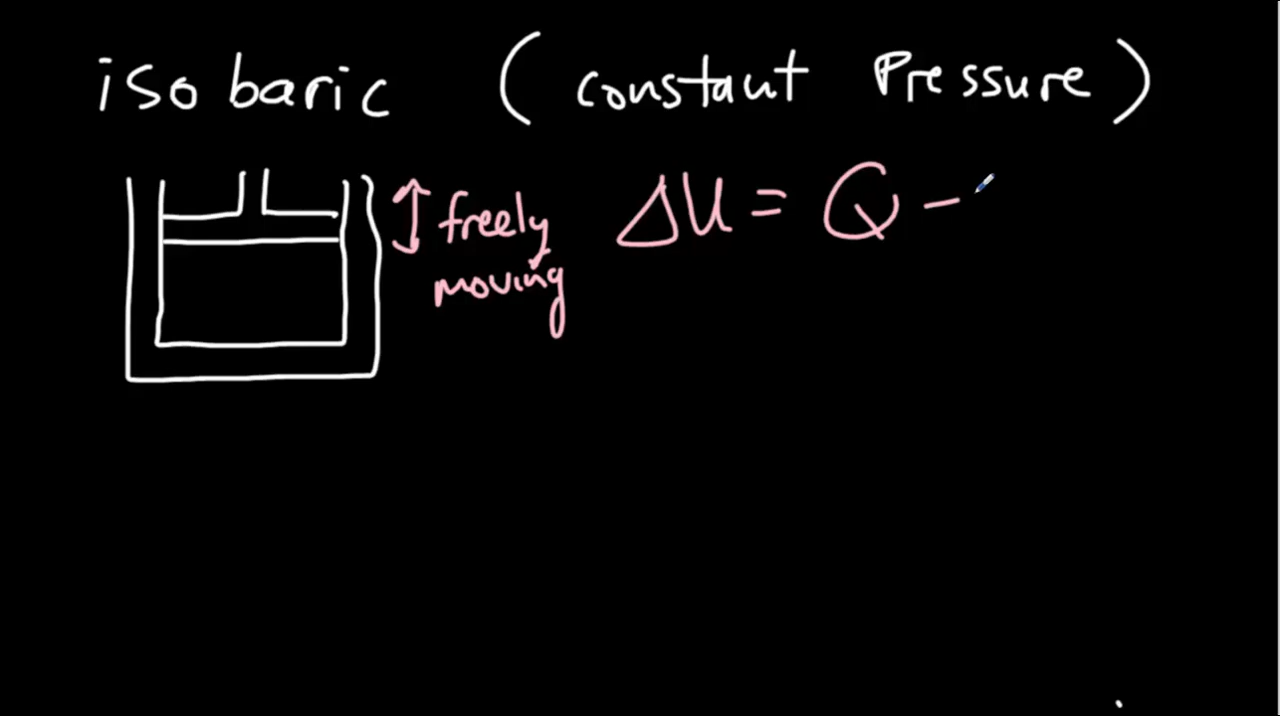 isobaric (constant Pressure)
freely
moving
ΔU = Q −